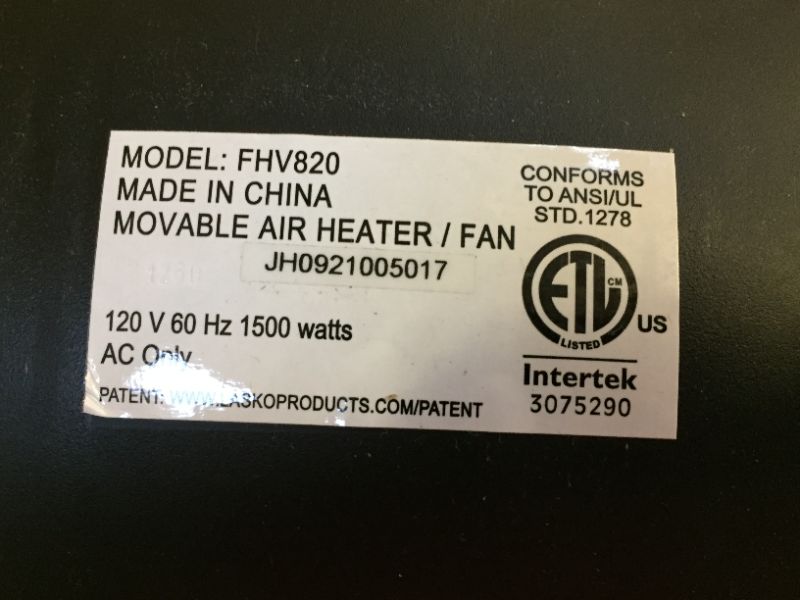 MODEL: FHV820
MADE IN CHINA
MOVABLE AIR HEATER / FAN
JH0921005017
120 V 60 Hz 1500 watts
AC Only
PATENT: WWW.LASKOPRODUCTS.COM/PATENT
CONFORMS
TO ANSI/UL
STD.1278
ETL CM
US
LISTED
Intertek
3075290